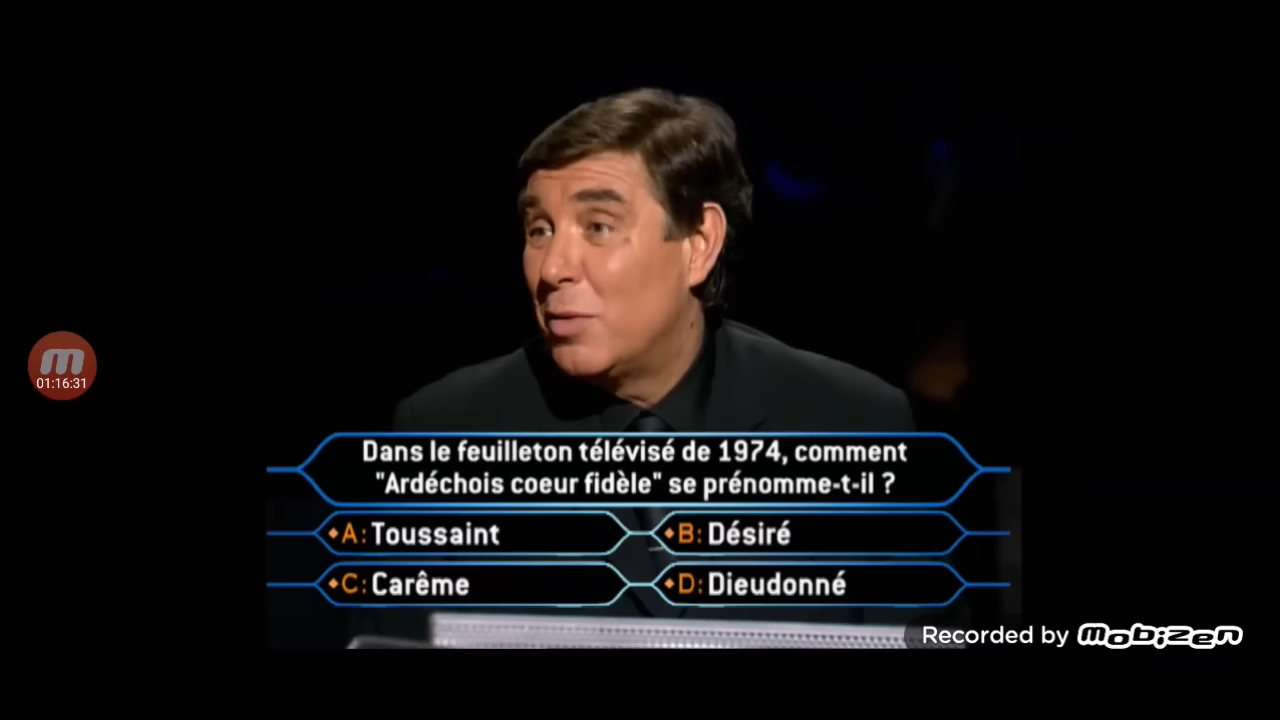 Dans le feuilleton télévisé de 1974, comment
"Ardéchois coeur fidèle" se prénomme-t-il ?
A: Toussaint
B: Désiré
C: Carême
D: Dieudonné
01:16:31
Recorded by mobizen